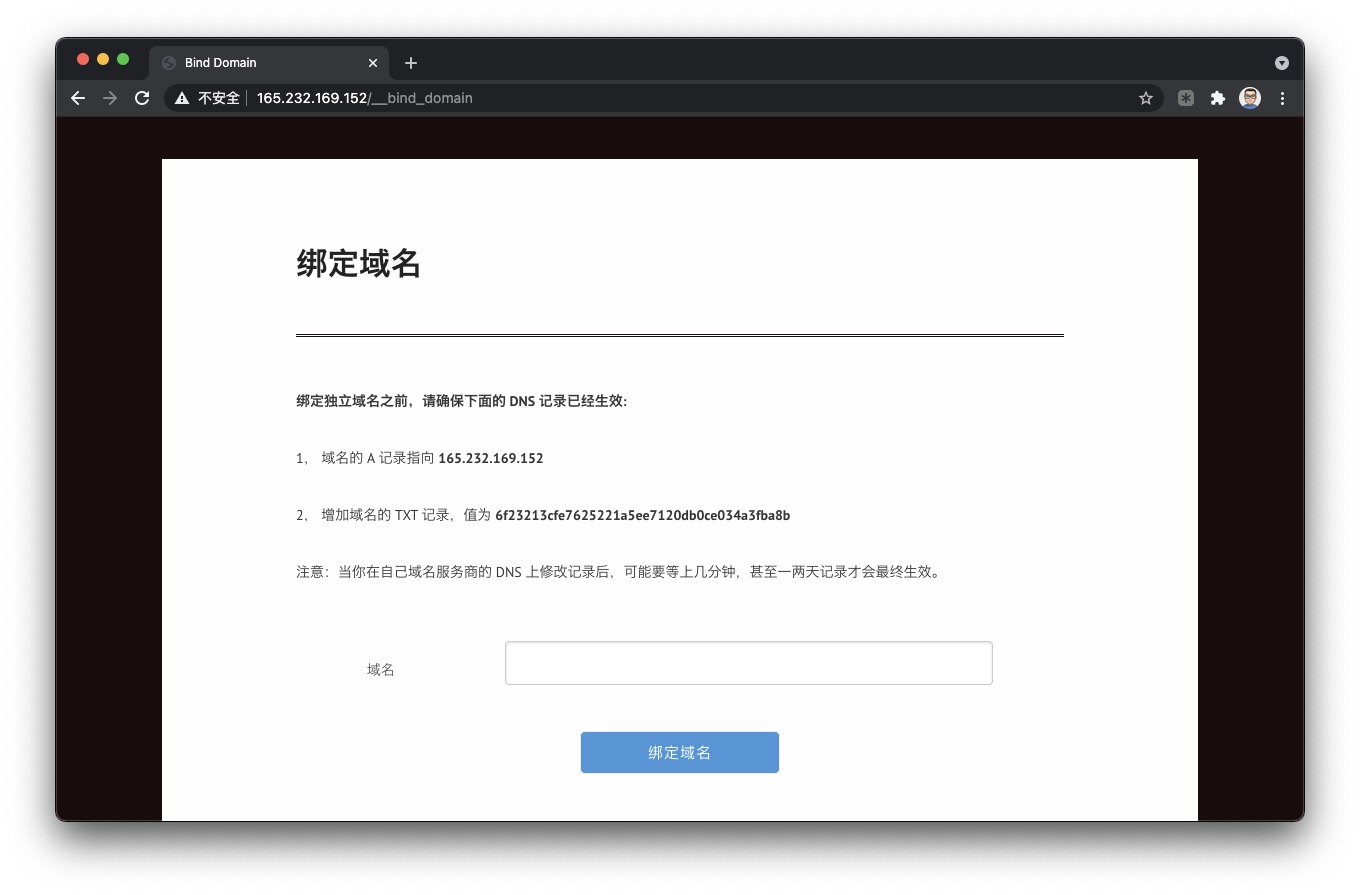 Bind Domain
不安全 165.232.169.152/__bind_domain
绑定域名
绑定独立域名之前，请确保下面的 DNS 记录已经生效:
1， 域名的 A 记录指向 165.232.169.152
2， 增加域名的 TXT 记录，值为 6f23213cfe7625221a5ee7120db0ce034a3fba8b
注意：当你在自己域名服务商的 DNS 上修改记录后，可能要等上几分钟，甚至一两天记录才会最终生效。
域名
绑定域名